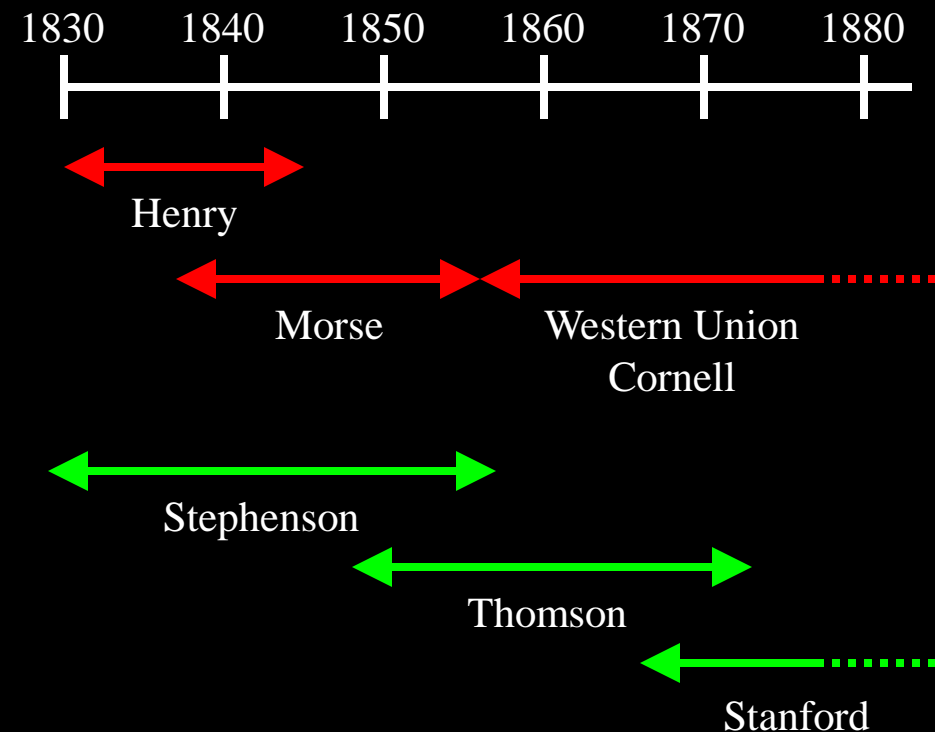 1830 1840 1850 1860 1870 1880
Henry
Morse
Western Union
Cornell
Stephenson
Thomson
Stanford